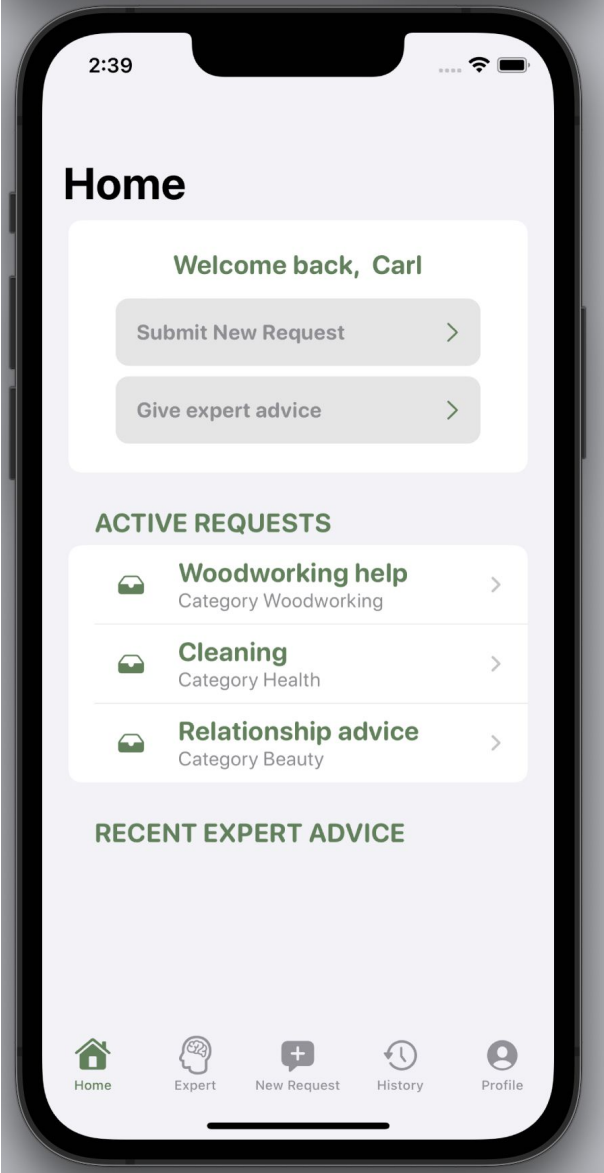 2:39
Home
Welcome back, Carl
Submit New Request
Give expert advice
ACTIVE REQUESTS
Woodworking help
Category Woodworking
Cleaning
Category Health
Relationship advice
Category Beauty
RECENT EXPERT ADVICE
Home Expert New Request History Profile